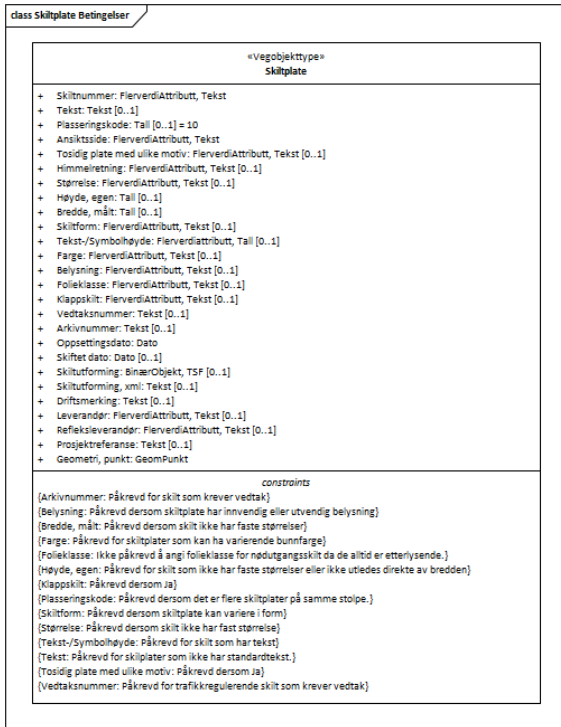 class Skiltplate Betingelser
«Vegobjekttype»
Skiltplate
+ Skiltnummer: FlerverdiAttributt, Tekst
+ Tekst: Tekst [0..1]
+ Plasseringskode: Tall [0..1] = 10
+ Ansiktsside: FlerverdiAttributt, Tekst
+ Tosidig plate med ulike motiv: FlerverdiAttributt, Tekst [0..1]
+ Himmelretning: FlerverdiAttributt, Tekst [0..1]
+ Størrelse: FlerverdiAttributt, Tekst [0..1]
+ Høyde, egen: Tall [0..1]
+ Bredde, målt: Tall [0..1]
+ Skiltform: FlerverdiAttributt, Tekst [0..1]
+ Tekst-/Symbolhøyde: Flerverdiattributt, Tall [0..1]
+ Farge: FlerverdiAttributt, Tekst [0..1]
+ Belysning: FlerverdiAttributt, Tekst [0..1]
+ Folieklasse: FlerverdiAttributt, Tekst [0..1]
+ Klappskilt: FlerverdiAttributt, Tekst [0..1]
+ Vedtaksnummer: Tekst [0..1]
+ Arkivnummer: Tekst [0..1]
+ Oppsettingsdato: Dato
+ Skiftet dato: Dato [0..1]
+ Skiltutforming: BinærObjekt, TSF [0..1]
+ Skiltutforming, xml: Tekst [0..1]
+ Driftsmerking: Tekst [0..1]
+ Leverandør: FlerverdiAttributt, Tekst [0..1]
+ Refleksleverandør: FlerverdiAttributt, Tekst [0..1]
+ Prosjektreferanse: Tekst [0..1]
+ Geometri, punkt: GeomPunkt
constraints
{Arkivnummer: Påkrevd for skilt som krever vedtak}
{Belysning: Påkrevd dersom skiltplate har innvendig eller utvendig belysning}
{Bredde, målt: Påkrevd dersom skilt ikke har faste størrelser}
{Farge: Påkrevd for skiltplater som kan ha varierende bunnfarge}
{Folieklasse: Ikke påkrevd å angi folieklasse for nødutgangsskilt da de alltid er etterlysende.}
{Høyde, egen: Påkrevd for skilt som ikke har faste størrelser eller ikke utledes direkte av bredden}
{Klappskilt: Påkrevd dersom Ja}
{Plasseringskode: Påkrevd dersom det er flere skiltplater på samme stolpe.}
{Skiltform: Påkrevd dersom skiltplate kan variere i form}
{Størrelse: Påkrevd dersom skilt ikke har fast størrelse}
{Tekst-/Symbolhøyde: Påkrevd for skilt som har tekst}
{Tekst: Påkrevd for skilplater som ikke har standardtekst.}
{Tosidig plate med ulike motiv: Påkrevd dersom Ja}
{Vedtaksnummer: Påkrevd for trafikkregulerende skilt som krever vedtak}